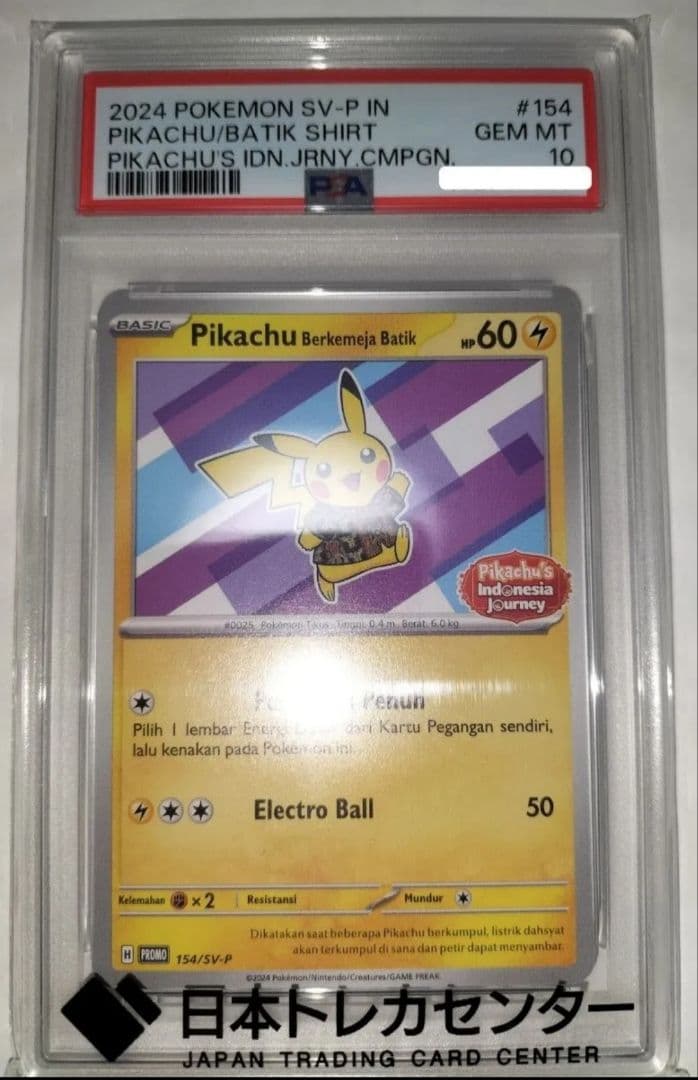 2024 POKEMON SV-P IN #154
PIKACHU/BATIK SHIRT GEM MT
PIKACHU'S IDN.JRNY.CMPGN. 10
PSA
BASIC Pikachu Berkemeja Batik HP 60
Pikachu's
Indonesia
Journey
#0025 Pokémon Tikus Tinggi: 0.4 m Berat: 6.0 kg
Penuh
Pilih 1 lembar Energi dari Kartu Pegangan sendiri,
lalu kenakan pada Pokémon ini.
Electro Ball 50
Kelemahan ×2 Resistansi Mundur
Dikatakan saat beberapa Pikachu berkumpul, listrik dahsyat
akan terkumpul di sana dan petir dapat menyambar.
H PROMO 154/SV-P
©2024 Pokémon/Nintendo/Creatures/GAME FREAK.
日本トレカセンター
JAPAN TRADING CARD CENTER